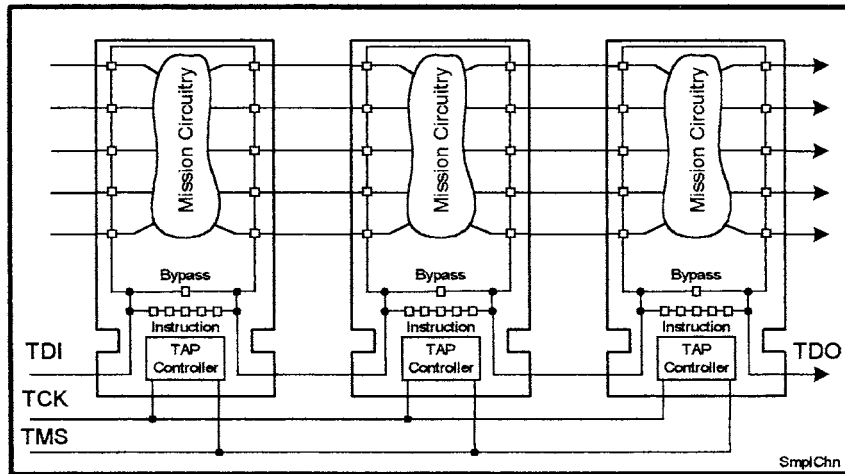 Mission Circuitry
Mission Circuitry
Mission Circuitry
Bypass
Bypass
Bypass
Instruction
Instruction
Instruction
TDI
TAP
Controller
TAP
Controller
TAP
Controller
TDO
TCK
TMS
SmplChn